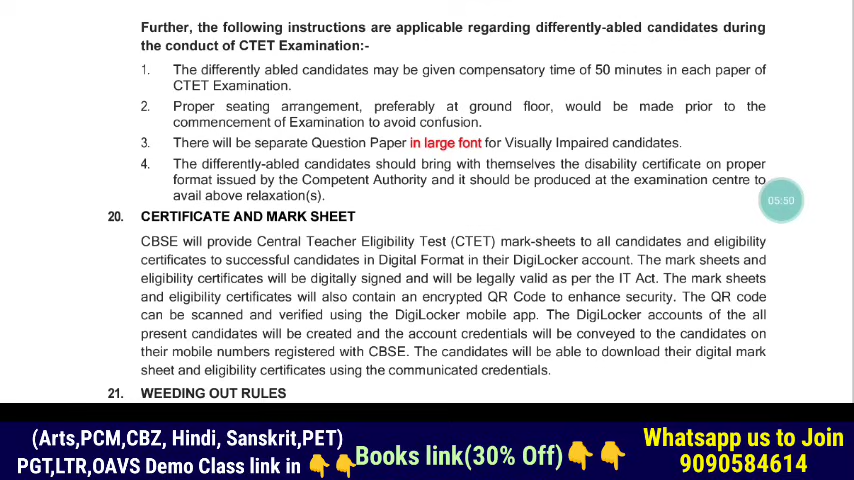 Further, the following instructions are applicable regarding differently-abled candidates during
the conduct of CTET Examination:-
1. The differently abled candidates may be given compensatory time of 50 minutes in each paper of
CTET Examination.
2. Proper seating arrangement, preferably at ground floor, would be made prior to the
commencement of Examination to avoid confusion.
3. There will be separate Question Paper in large font for Visually Impaired candidates.
4. The differently-abled candidates should bring with themselves the disability certificate on proper
format issued by the Competent Authority and it should be produced at the examination centre to
avail above relaxation(s).
05:50
20. CERTIFICATE AND MARK SHEET
CBSE will provide Central Teacher Eligibility Test (CTET) mark-sheets to all candidates and eligibility
certificates to successful candidates in Digital Format in their DigiLocker account. The mark sheets and
eligibility certificates will be digitally signed and will be legally valid as per the IT Act. The mark sheets
and eligibility certificates will also contain an encrypted QR Code to enhance security. The QR code
can be scanned and verified using the DigiLocker mobile app. The DigiLocker accounts of the all
present candidates will be created and the account credentials will be conveyed to the candidates on
their mobile numbers registered with CBSE. The candidates will be able to download their digital mark
sheet and eligibility certificates using the communicated credentials.
21. WEEDING OUT RULES
(Arts,PCM,CBZ, Hindi, Sanskrit,PET)
PGT,LTR,OAVS Demo Class link in 👇👇
Books link(30% Off)👇👇
Whatsapp us to Join
9090584614